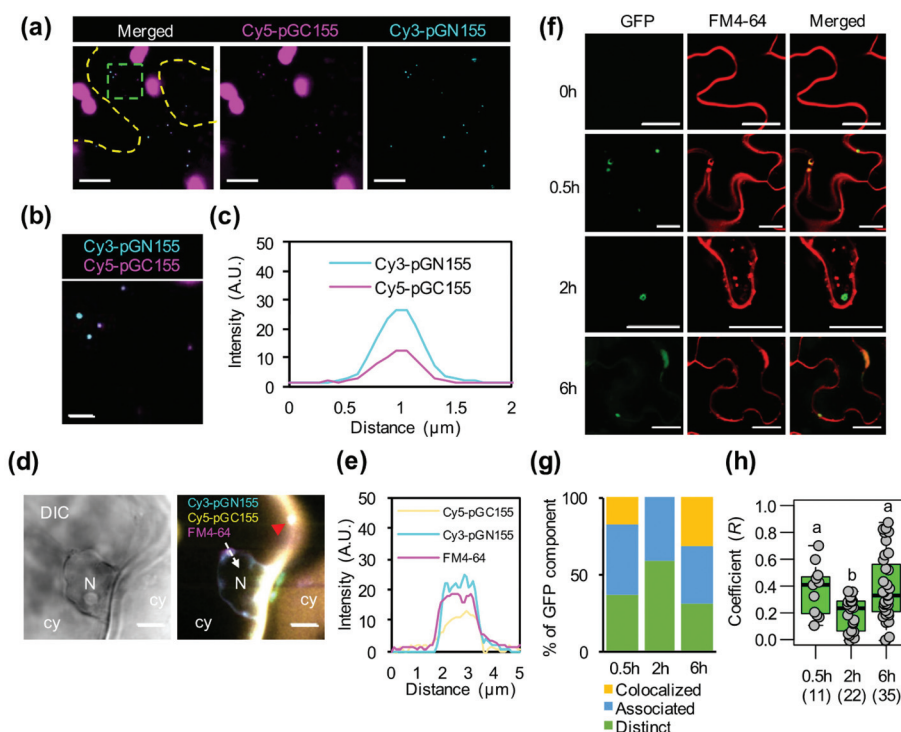 (a)
Merged
Cy5-pGC155
Cy3-pGN155
(b)
Cy3-pGN155
Cy5-pGC155
(c)
50
40
30
20
10
0
Intensity (A.U.)
Cy3-pGN155
Cy5-pGC155
0
0.5
1
1.5
2
Distance (µm)
(d)
DIC
N
cy
cy
Cy3-pGN155
Cy5-pGC155
FM4-64
N
cy
cy
(e)
50
40
30
20
10
0
Intensity (A.U.)
Cy5-pGC155
Cy3-pGN155
FM4-64
0
1
2
3
4
5
Distance (µm)
(f)
GFP
FM4-64
Merged
0h
0.5h
2h
6h
(g)
100
50
0
% of GFP component
0.5h
2h
6h
Colocalized
Associated
Distinct
(h)
1.0
0.8
0.6
0.4
0.2
0.0
Coefficient (R)
a
b
a
0.5h
2h
6h
(11)
(22)
(35)